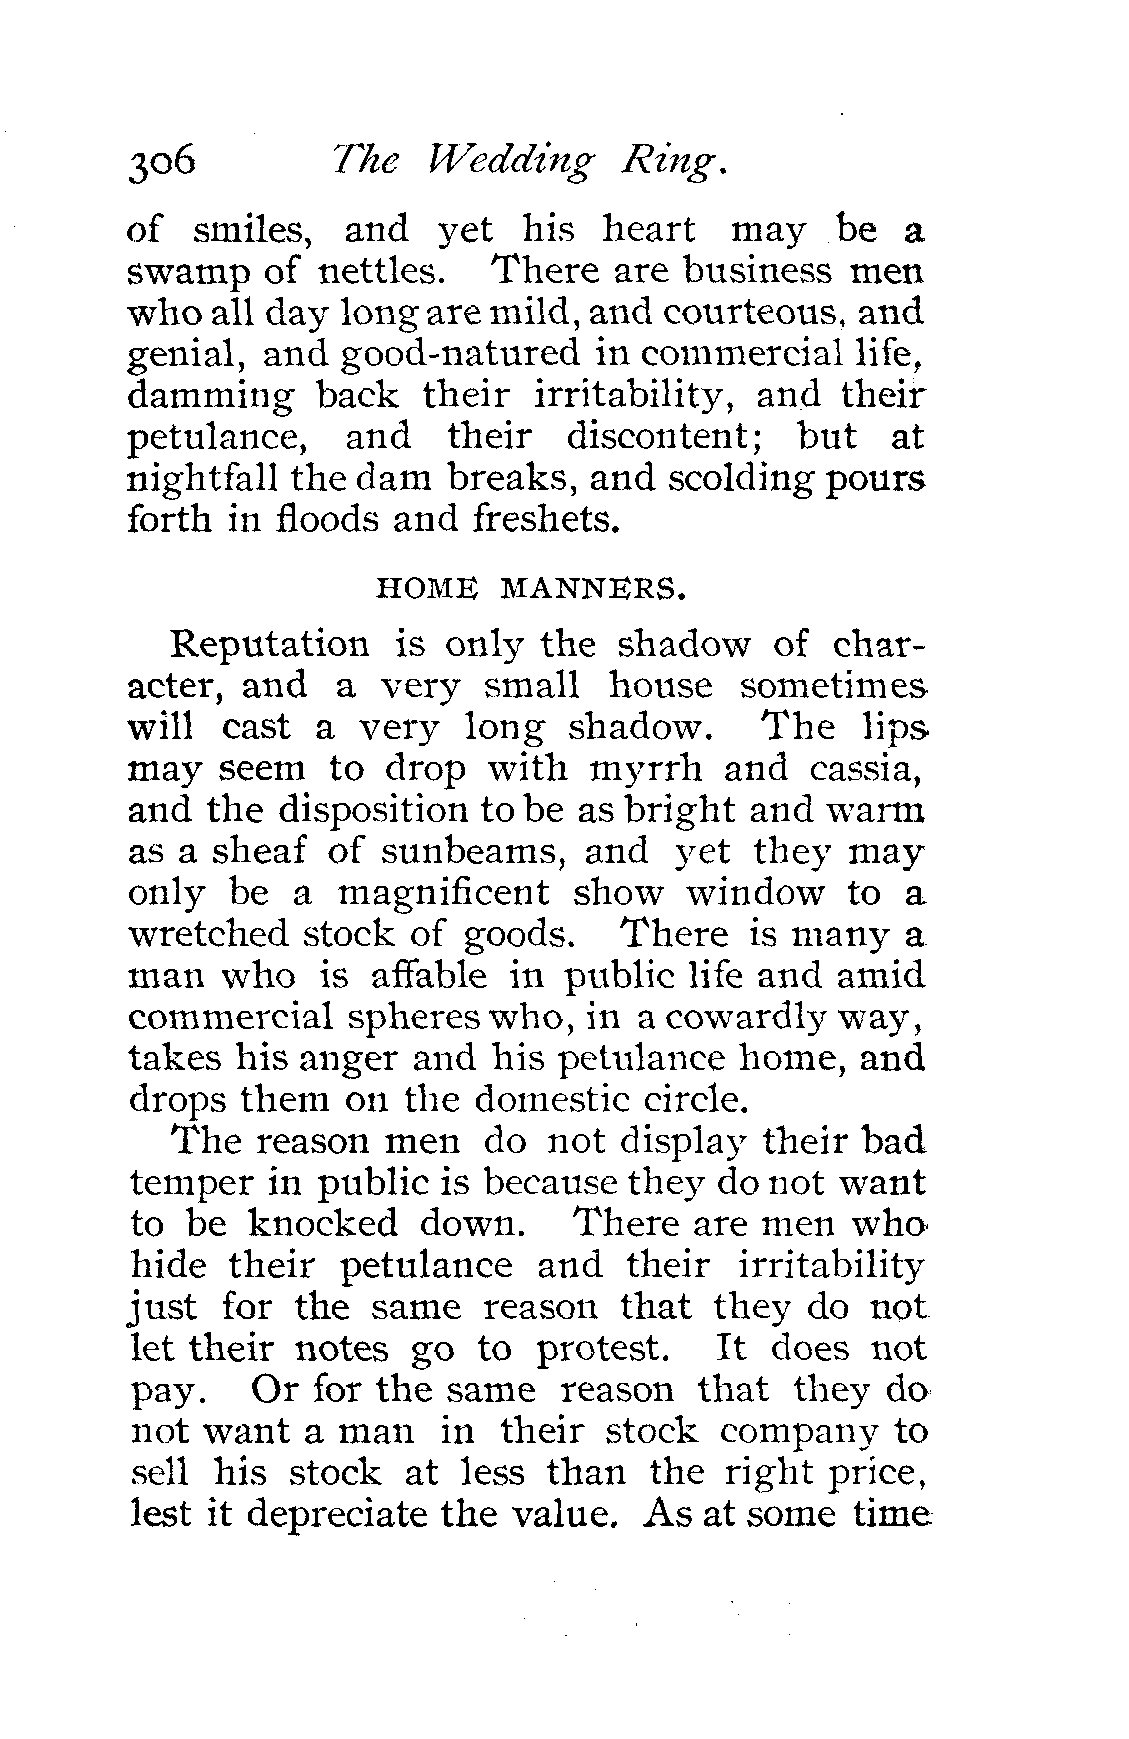 306 The Wedding Ring.
of smiles, and yet his heart may be a
swamp of nettles. There are business men
who all day long are mild, and courteous, and
genial, and good-natured in commercial life,
damming back their irritability, and their
petulance, and their discontent; but at
nightfall the dam breaks, and scolding pours
forth in floods and freshets.
HOME MANNERS.
Reputation is only the shadow of char-
acter, and a very small house sometimes
will cast a very long shadow. The lips
may seem to drop with myrrh and cassia,
and the disposition to be as bright and warm
as a sheaf of sunbeams, and yet they may
only be a magnificent show window to a
wretched stock of goods. There is many a
man who is affable in public life and amid
commercial spheres who, in a cowardly way,
takes his anger and his petulance home, and
drops them on the domestic circle.
The reason men do not display their bad
temper in public is because they do not want
to be knocked down. There are men who
hide their petulance and their irritability
just for the same reason that they do not
let their notes go to protest. It does not
pay. Or for the same reason that they do
not want a man in their stock company to
sell his stock at less than the right price,
lest it depreciate the value. As at some time